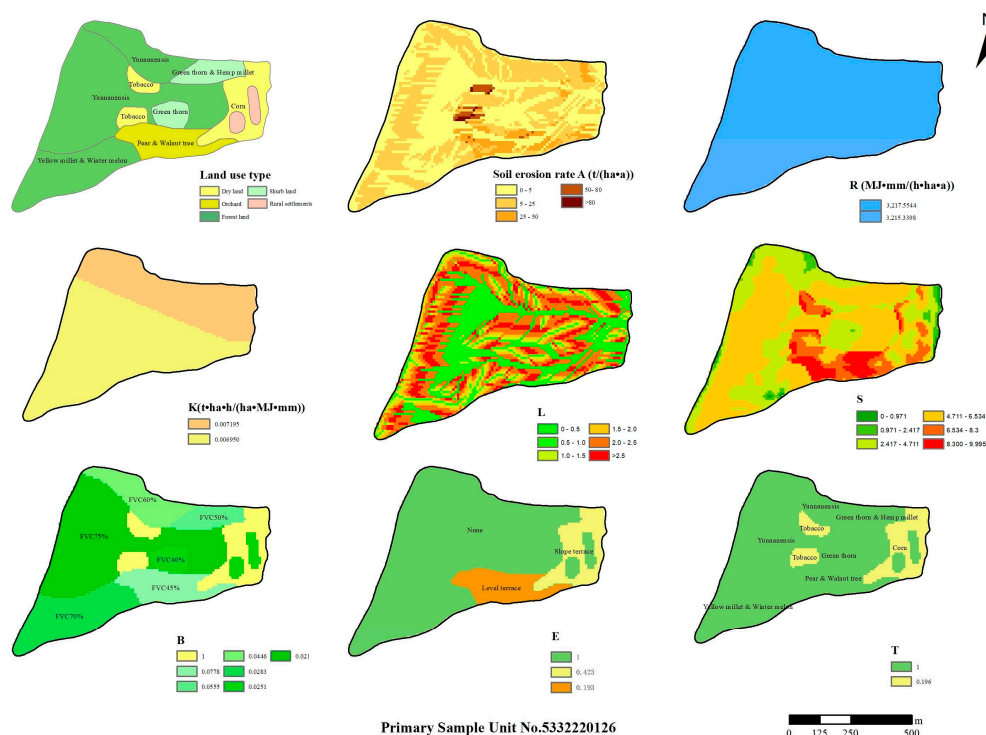 N
Yunnanensis
Green thorn & Hemp millet
Tobacco
Yunnanensis
Corn
Green thorn
Tobacco
Pear & Walnut tree
Yellow millet & Winter melon
Land use type
Dry land
Shurb land
Orchard
Rural settlements
Forest land
Soil erosion rate A (t/(ha•a))
0 - 5
50- 80
5 - 25
>80
25 - 50
R (MJ•mm/(h•ha•a))
3,217.5544
3,215.3398
K(t•ha•h/(ha•MJ•mm))
0.007195
0.006950
L
0 - 0.5
1.5 - 2.0
0.5 - 1.0
2.0 - 2.5
1.0 - 1.5
>2.5
S
0 - 0.971
4.711 - 6.534
0.971 - 2.417
6.534 - 8.3
2.417 - 4.711
8.300 - 9.995
FVC60%
FVC50%
FVC75%
FVC40%
FVC45%
FVC70%
B
1
0.0446
0.021
0.0778
0.0283
0.0555
0.0251
None
Slope terrace
Level terrace
E
1
0.423
0.193
Yunnanensis
Green thorn & Hemp millet
Tobacco
Yunnanensis
Corn
Tobacco
Green thorn
Pear & Walnut tree
Yellow millet & Winter melon
T
1
0.196
Primary Sample Unit No.5332220126
m
0 125 250 500